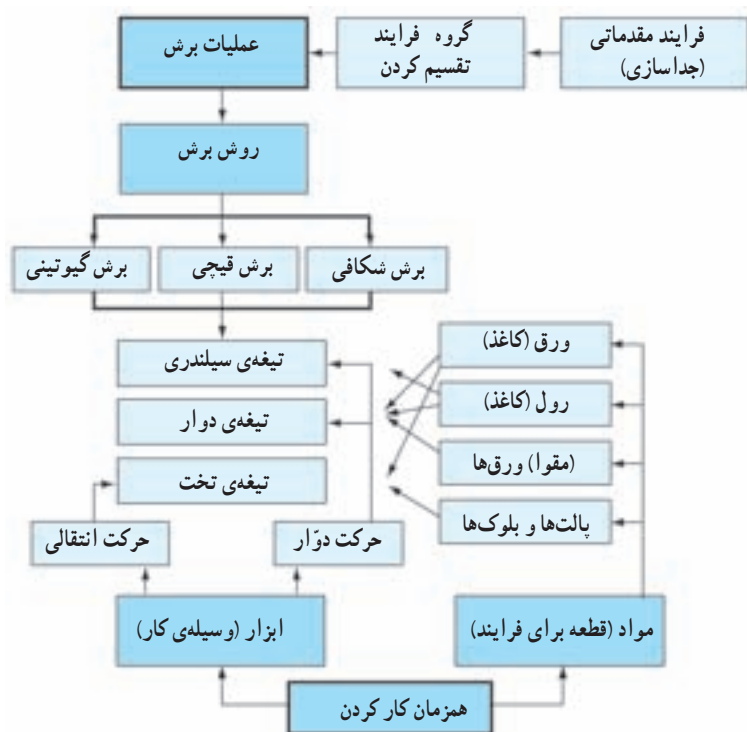 فرایند مقدماتی
(جداسازی)
گروه فرایند
تقسیم کردن
عملیات برش
روش برش
برش شکافی
برش قیچی
برش گیوتینی
ورق (کاغذ)
تیغه‌ی سیلندری
رول (کاغذ)
تیغه‌ی دوار
(مقوا) ورق‌ها
تیغه‌ی تخت
پالت‌ها و بلوک‌ها
حرکت دوّار
حرکت انتقالی
مواد (قطعه برای فرایند)
ابزار (وسیله‌ی کار)
همزمان کار کردن